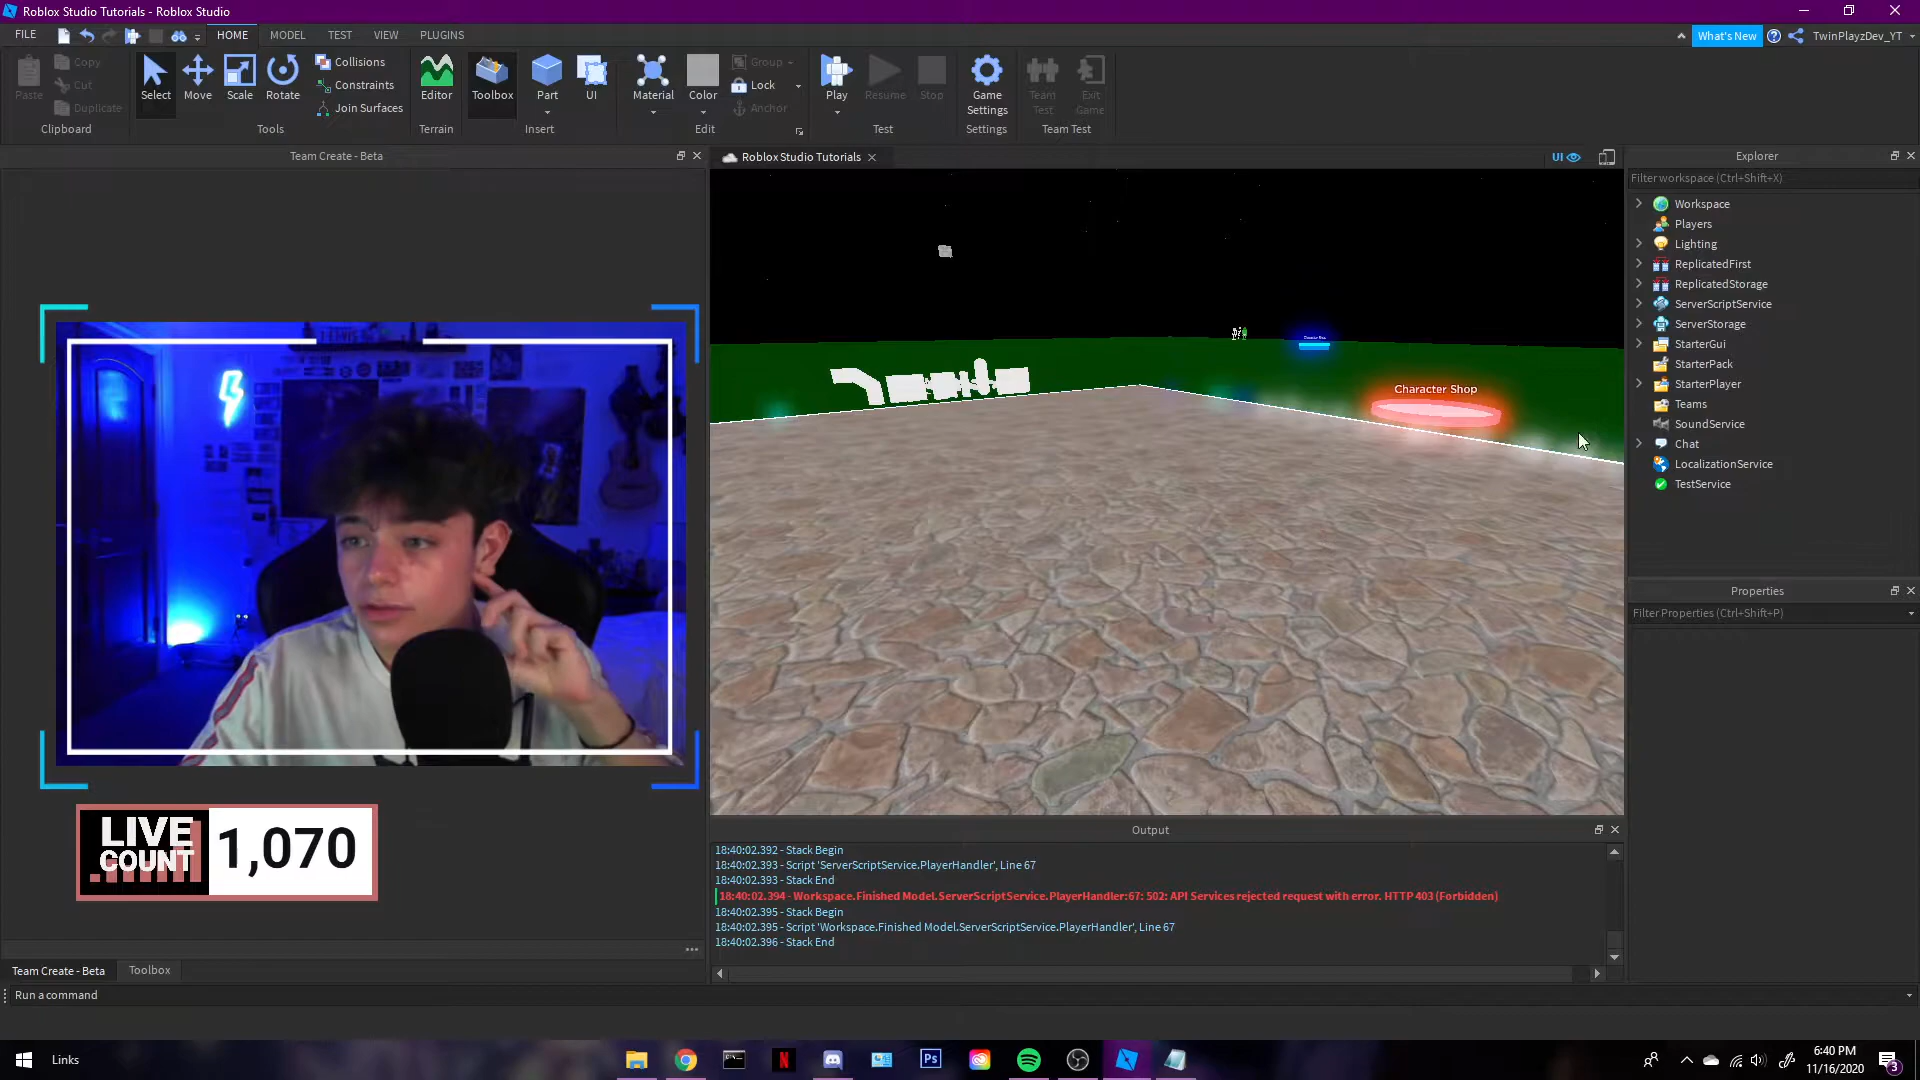 Roblox Studio Tutorials - Roblox Studio
FILE
HOME
MODEL
TEST
VIEW
PLUGINS
What's New
TwinPlayzDev_YT
Paste
Copy
Cut
Duplicate
Clipboard
Select
Move
Scale
Rotate
Collisions
Constraints
Join Surfaces
Tools
Editor
Terrain
Toolbox
Part
UI
Insert
Material
Color
Group
Lock
Anchor
Edit
Play
Resume
Stop
Test
Game
Settings
Settings
Team
Test
Exit
Game
Team Test
Team Create - Beta
Roblox Studio Tutorials
UI
Character Shop
LIVE
COUNT
1,070
Team Create - Beta
Toolbox
Run a command
Output
18:40:02.392 - Stack Begin
18:40:02.393 - Script 'ServerScriptService.PlayerHandler', Line 67
18:40:02.393 - Stack End
18:40:02.394 - Workspace.Finished Model.ServerScriptService.PlayerHandler:67: 502: API Services rejected request with error. HTTP 403 (Forbidden)
18:40:02.395 - Stack Begin
18:40:02.395 - Script 'Workspace.Finished Model.ServerScriptService.PlayerHandler', Line 67
18:40:02.396 - Stack End
Explorer
Filter workspace (Ctrl+Shift+X)
Workspace
Players
Lighting
ReplicatedFirst
ReplicatedStorage
ServerScriptService
ServerStorage
StarterGui
StarterPack
StarterPlayer
Teams
SoundService
Chat
LocalizationService
TestService
Properties
Filter Properties (Ctrl+Shift+P)
Links
N
Ps
6:40 PM
11/16/2020
3